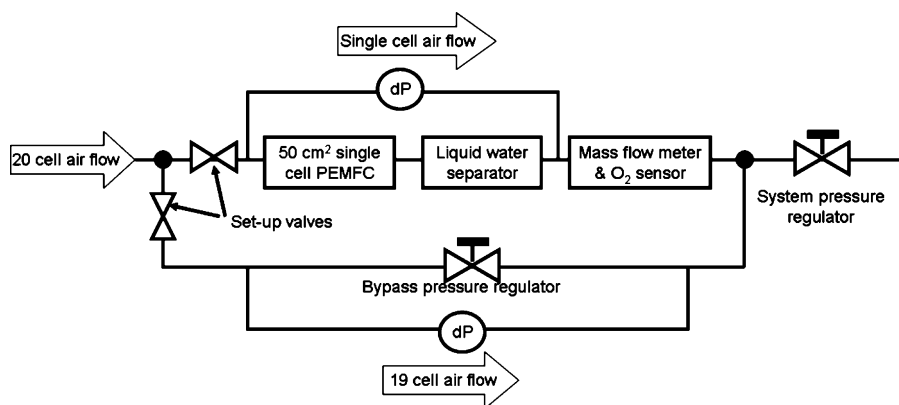 Single cell air flow
dP
20 cell air flow
50 cm² single
cell PEMFC
Liquid water
separator
Mass flow meter
& O₂ sensor
System pressure
regulator
Set-up valves
Bypass pressure regulator
dP
19 cell air flow